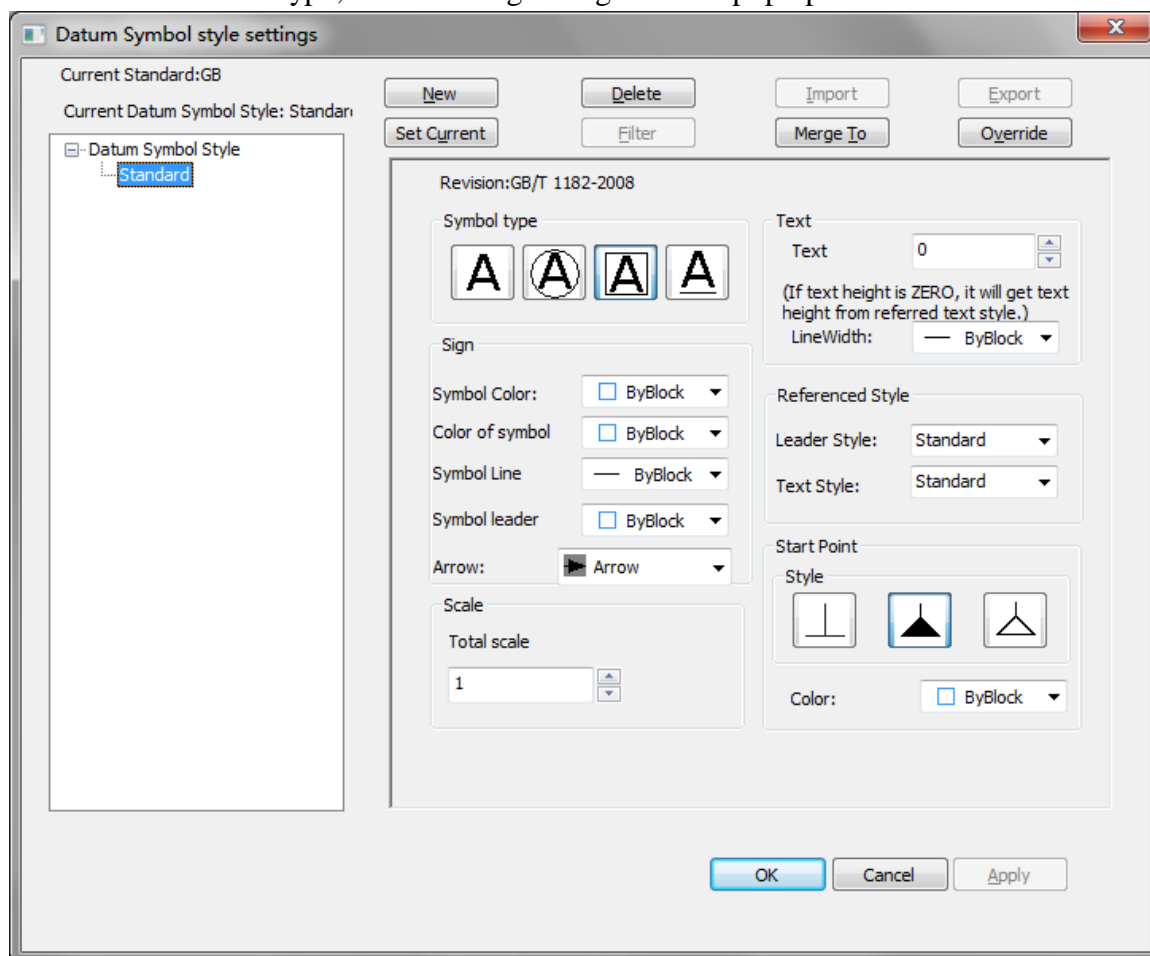 Datum Symbol style settings
x
Current Standard:GB
Current Datum Symbol Style: Standar
New
Delete
Import
Export
Set Current
Filter
Merge To
Override
Datum Symbol Style
Standard
Revision:GB/T 1182-2008
Symbol type
A
A
A
A
Sign
Symbol Color:
ByBlock
Color of symbol
ByBlock
Symbol Line
ByBlock
Symbol leader
ByBlock
Arrow:
Arrow
Scale
Total scale
1
Text
Text
0
(If text height is ZERO, it will get text
height from referred text style.)
LineWidth:
ByBlock
Referenced Style
Leader Style:
Standard
Text Style:
Standard
Start Point
Style
Color:
ByBlock
OK
Cancel
Apply